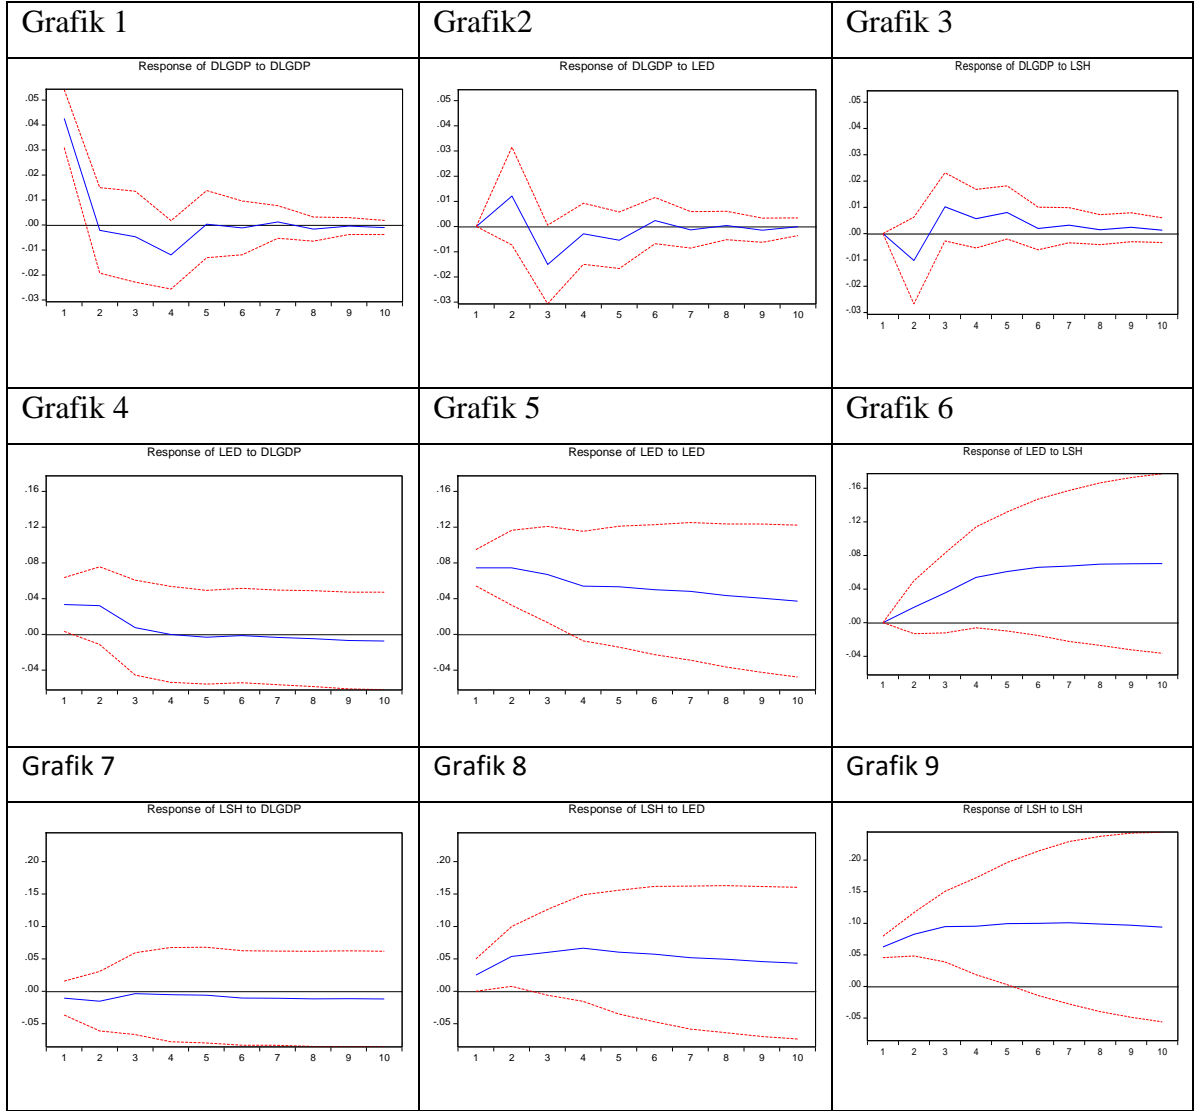 Grafik 1
Grafik2
Grafik 3
Response of DLGDP to DLGDP
.05
.04
.03
.02
.01
.00
-.01
-.02
-.03
1 2 3 4 5 6 7 8 9 10
Response of DLGDP to LED
.05
.04
.03
.02
.01
.00
-.01
-.02
-.03
1 2 3 4 5 6 7 8 9 10
Response of DLGDP to LSH
.05
.04
.03
.02
.01
.00
-.01
-.02
-.03
1 2 3 4 5 6 7 8 9 10
Grafik 4
Grafik 5
Grafik 6
Response of LED to DLGDP
.16
.12
.08
.04
.00
-.04
1 2 3 4 5 6 7 8 9 10
Response of LED to LED
.16
.12
.08
.04
.00
-.04
1 2 3 4 5 6 7 8 9 10
Response of LED to LSH
.16
.12
.08
.04
.00
-.04
1 2 3 4 5 6 7 8 9 10
Grafik 7
Grafik 8
Grafik 9
Response of LSH to DLGDP
.20
.15
.10
.05
.00
-.05
1 2 3 4 5 6 7 8 9 10
Response of LSH to LED
.20
.15
.10
.05
.00
-.05
1 2 3 4 5 6 7 8 9 10
Response of LSH to LSH
.20
.15
.10
.05
.00
-.05
1 2 3 4 5 6 7 8 9 10